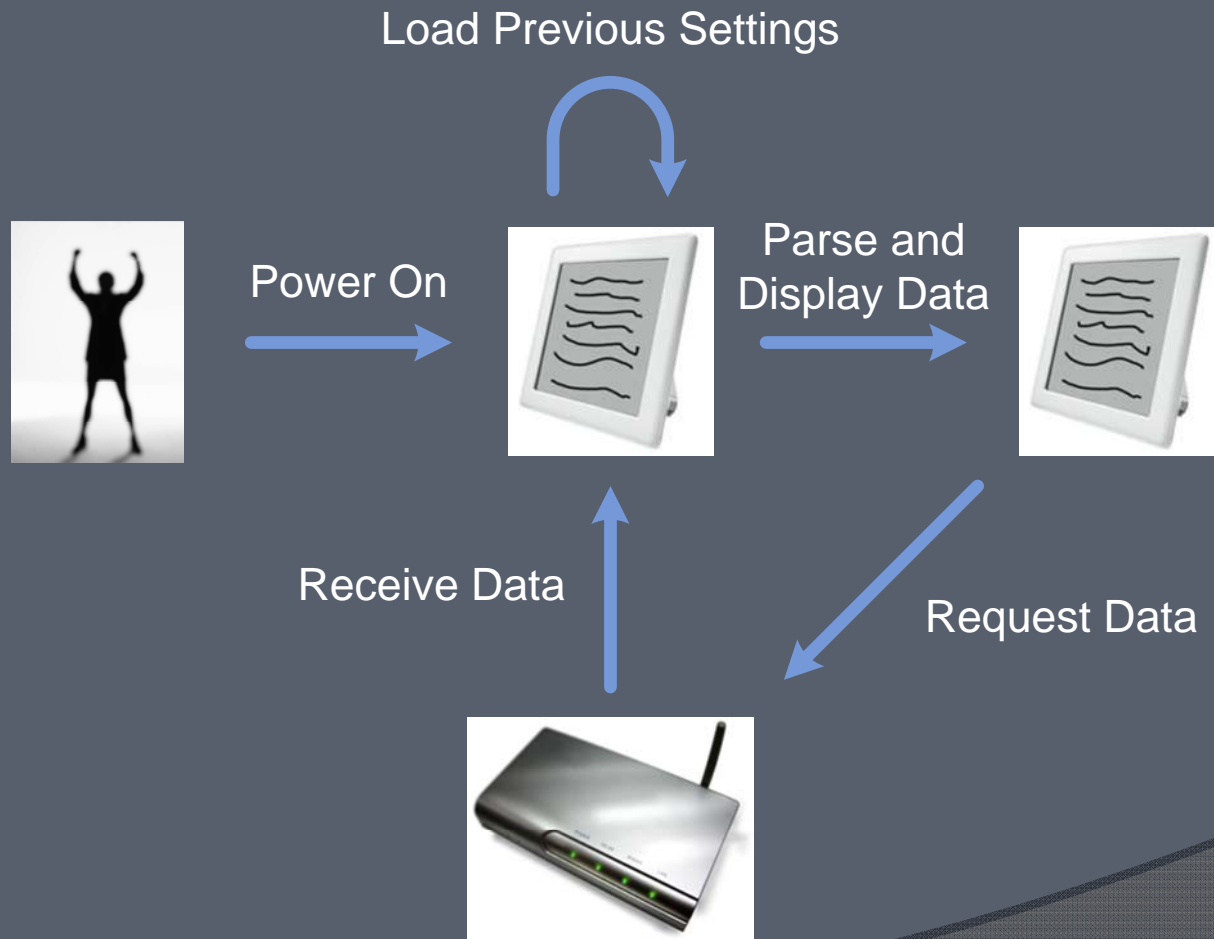 Load Previous Settings
Power On
Parse and
Display Data
Receive Data
Request Data